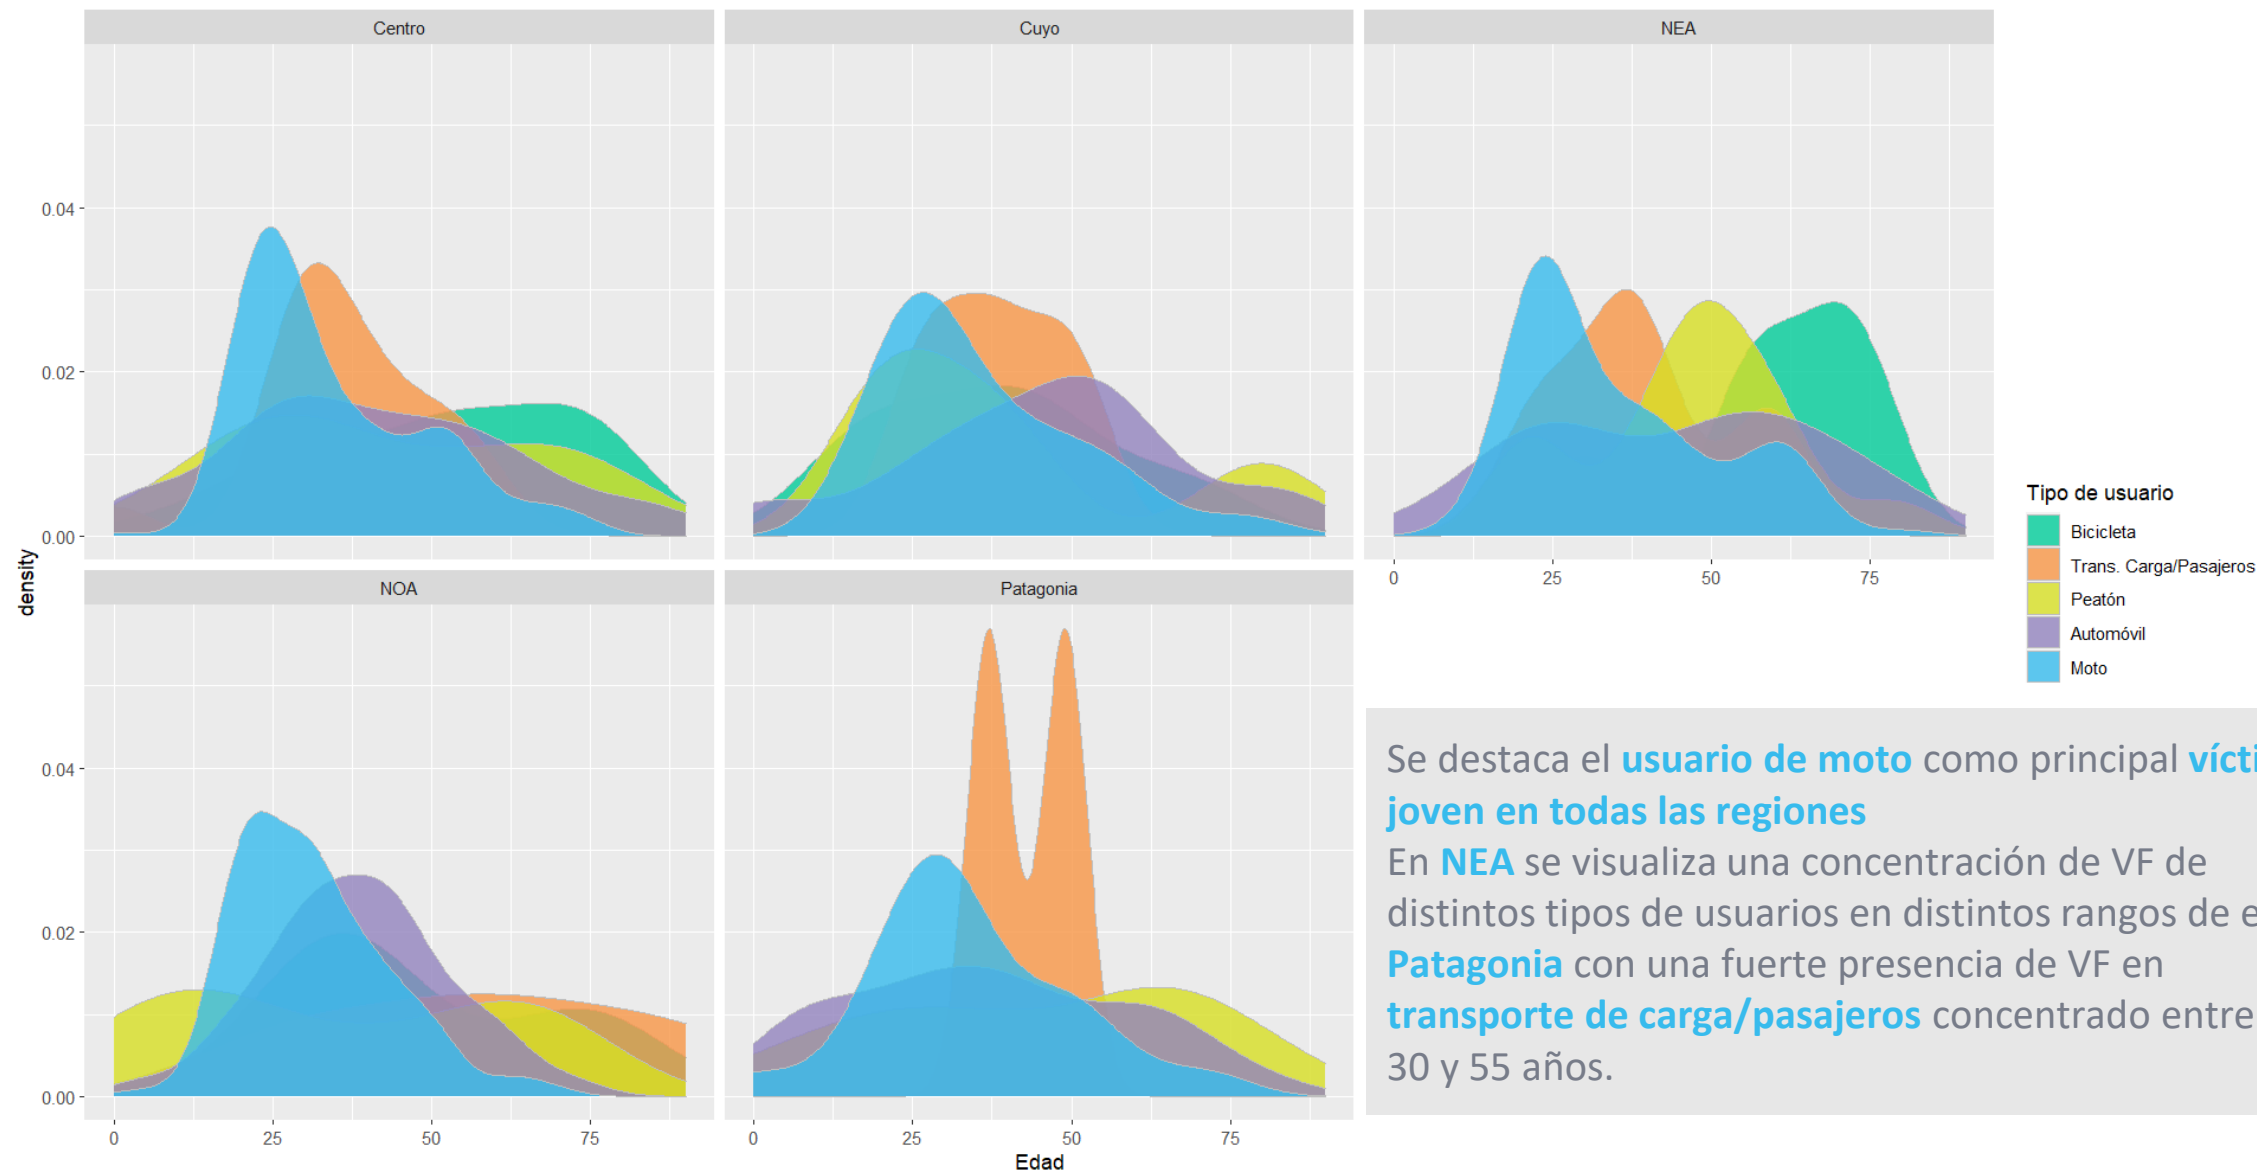 Centro
Cuyo
NEA
0.04
0.02
0.00
density
0 25 50 75
Tipo de usuario
Bicicleta
Trans. Carga/Pasajeros
Peatón
Automóvil
Moto
NOA
Patagonia
0.04
0.02
0.00
0 25 50 75
0 25 50 75
Edad
Se destaca el usuario de moto como principal
joven en todas las regiones
En NEA se visualiza una concentración de VF de
distintos tipos de usuarios en distintos rangos de
Patagonia con una fuerte presencia de VF en
transporte de carga/pasajeros concentrado entre
30 y 55 años.